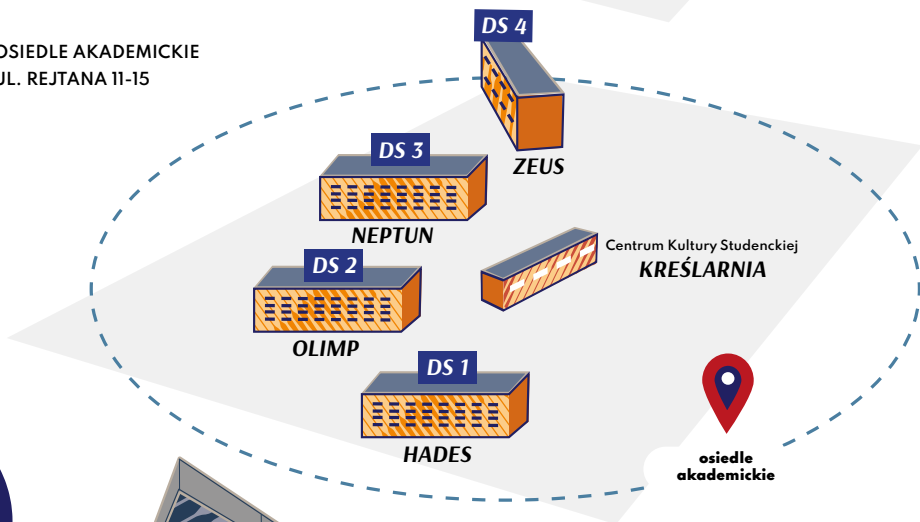 OSIEDLE AKADEMICKIE
UL. REJTANA 11-15
DS 4
ZEUS
DS 3
NEPTUN
Centrum Kultury Studenckiej
KREŚLARNIA
DS 2
OLIMP
DS 1
HADES
osiedle
akademickie